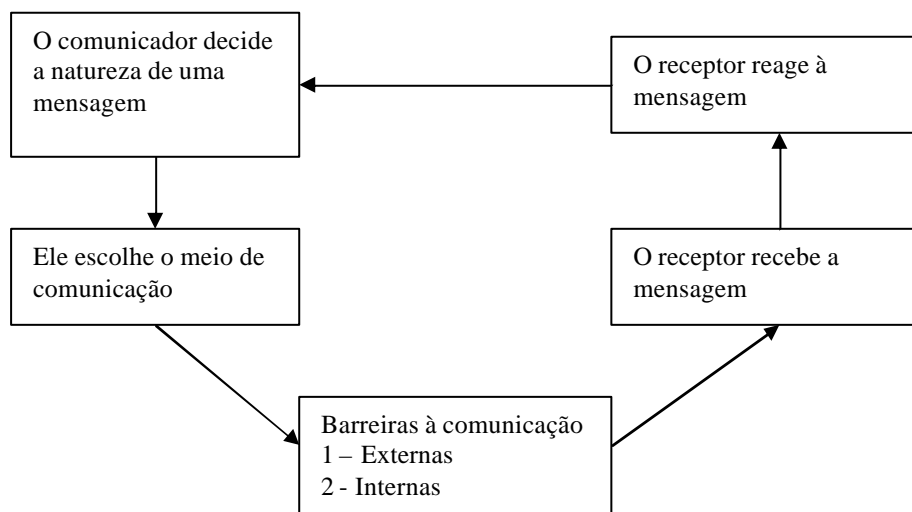 O comunicador decide
a natureza de uma
mensagem
Ele escolhe o meio de
comunicação
Barreiras à comunicação
1 – Externas
2 - Internas
O receptor recebe a
mensagem
O receptor reage à
mensagem